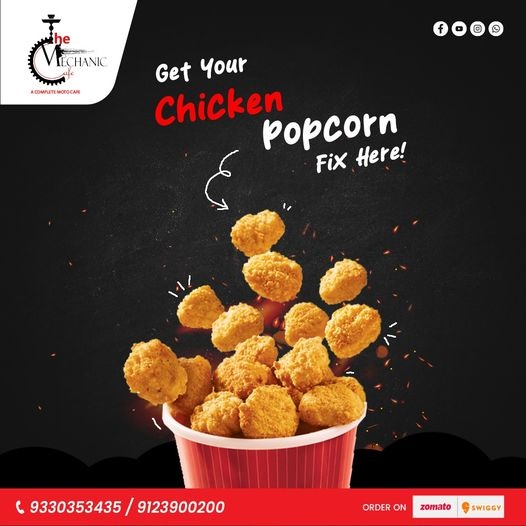 The
Mechanic
Cafe
A COMPLETE MOTO CAFE
Get Your
Chicken
Popcorn
Fix Here!
9330353435 / 9123900200
ORDER ON
zomato
SWIGGY